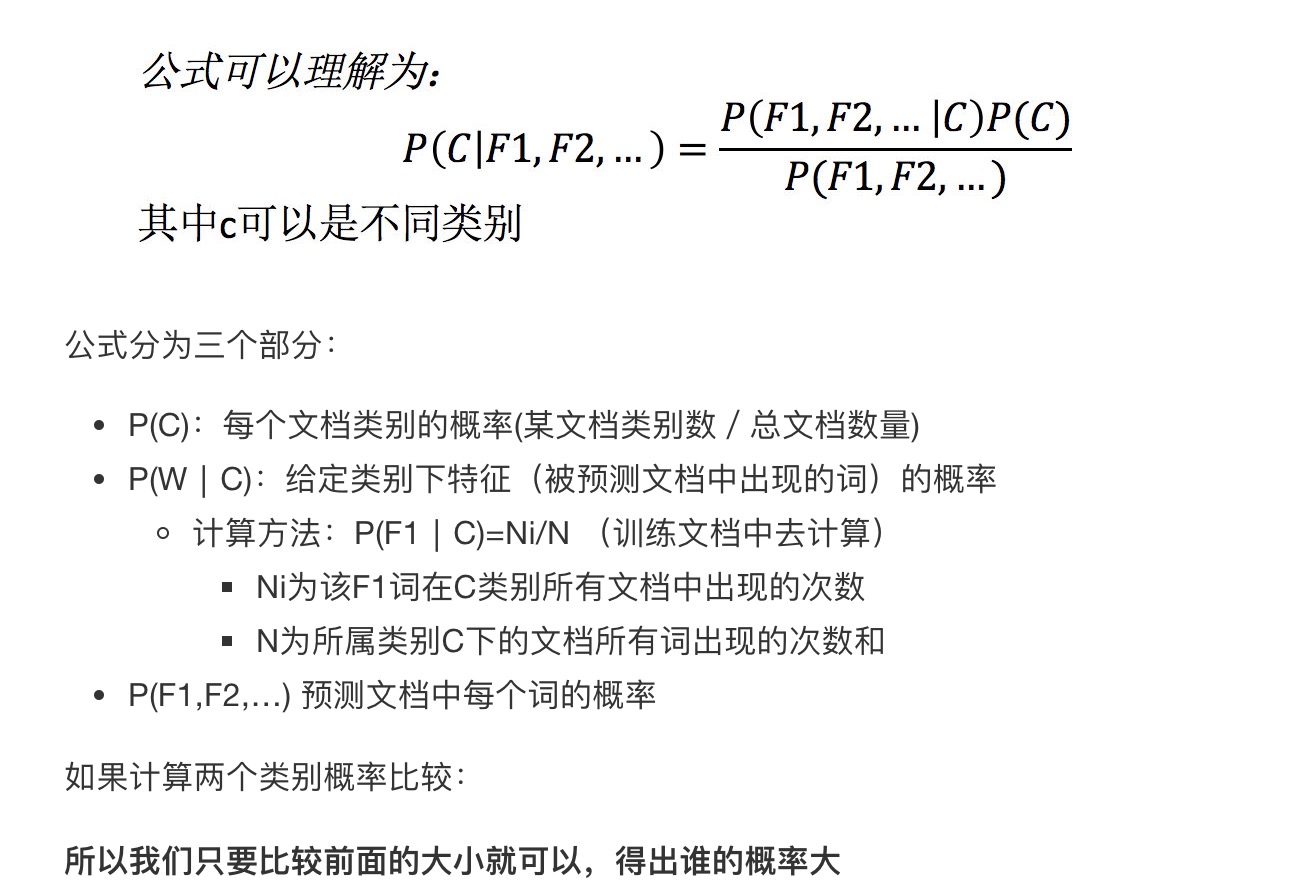 公式可以理解为：
P(C|F1,F2,...) = P(F1,F2,...|C)P(C) / P(F1,F2,...)
其中c可以是不同类别
公式分为三个部分：
• P(C)：每个文档类别的概率(某文档类别数／总文档数量)
• P(W｜C)：给定类别下特征（被预测文档中出现的词）的概率
◦ 计算方法：P(F1｜C)=Ni/N （训练文档中去计算）
▪ Ni为该F1词在C类别所有文档中出现的次数
▪ N为所属类别C下的文档所有词出现的次数和
• P(F1,F2,…) 预测文档中每个词的概率
如果计算两个类别概率比较：
所以我们只要比较前面的大小就可以，得出谁的概率大